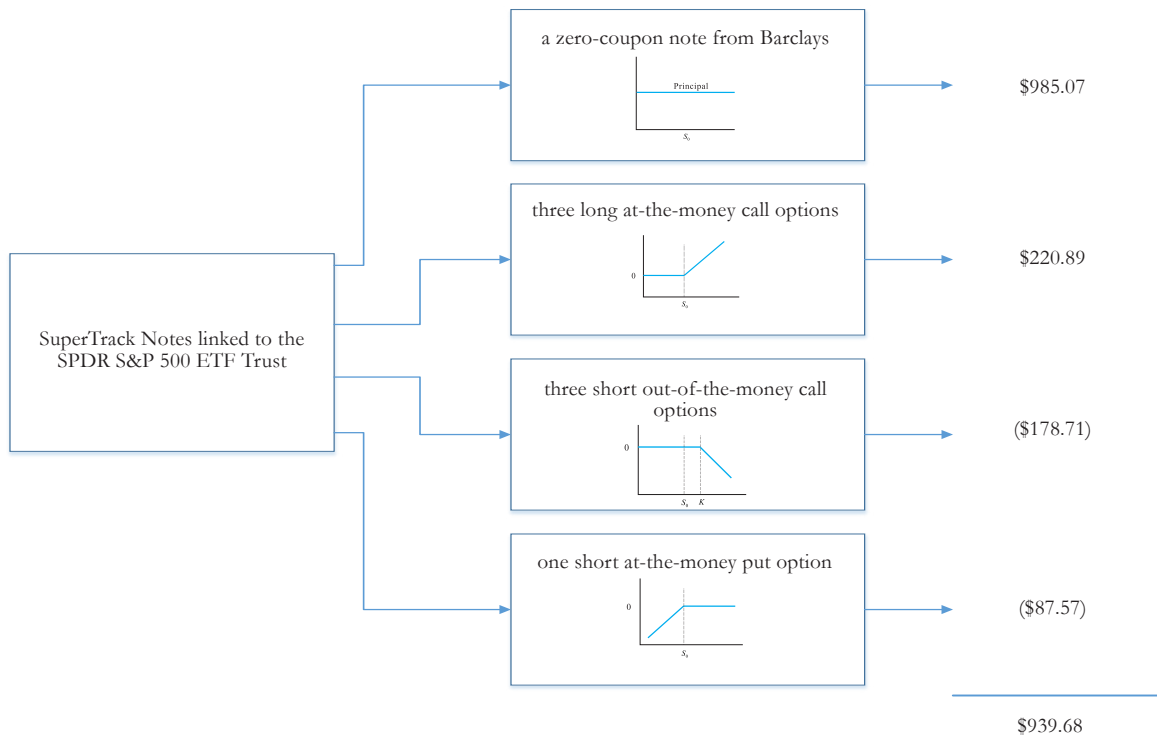 SuperTrack Notes linked to the
SPDR S&P 500 ETF Trust
a zero-coupon note from Barclays
Principal
S₀
$985.07
three long at-the-money call options
0
S₀
$220.89
three short out-of-the-money call
options
0
S₀ K
($178.71)
one short at-the-money put option
0
S₀
($87.57)
$939.68